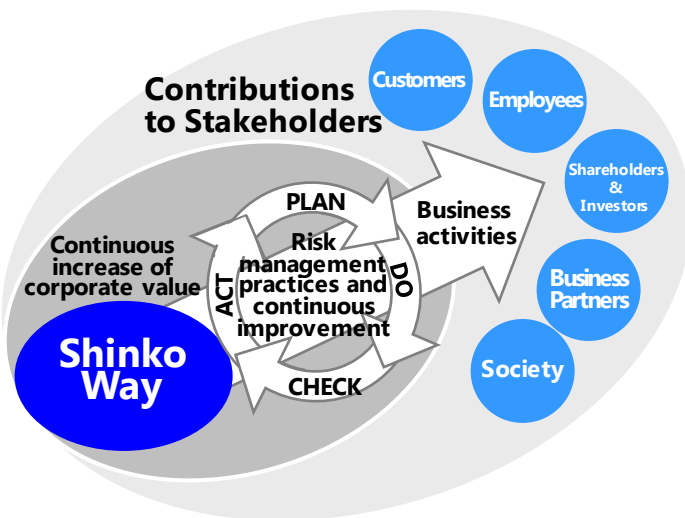 Contributions
to Stakeholders
Customers
Employees
Shareholders
&
Investors
Business
Partners
Society
Business
activities
PLAN
DO
CHECK
ACT
Risk
management
practices and
continuous
improvement
Continuous
increase of
corporate value
Shinko
Way